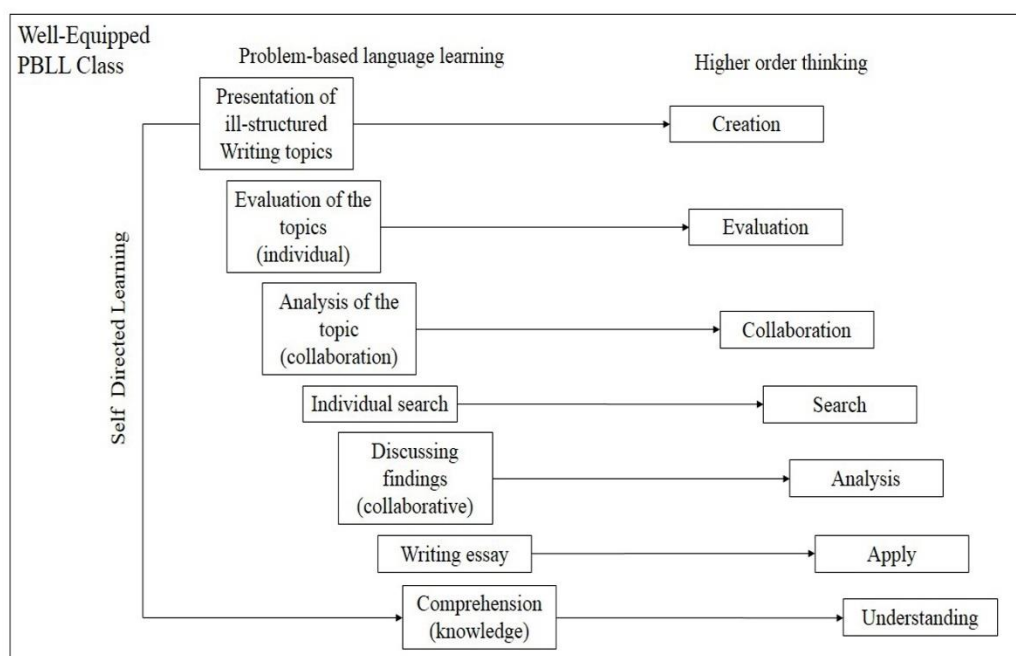 Well-Equipped
PBLL Class
Problem-based language learning
Higher order thinking
Presentation of
ill-structured
Writing topics
Creation
Evaluation of the
topics
(individual)
Evaluation
Analysis of the
topic
(collaboration)
Collaboration
Self Directed Learning
Individual search
Search
Discussing
findings
(collaborative)
Analysis
Writing essay
Apply
Comprehension
(knowledge)
Understanding